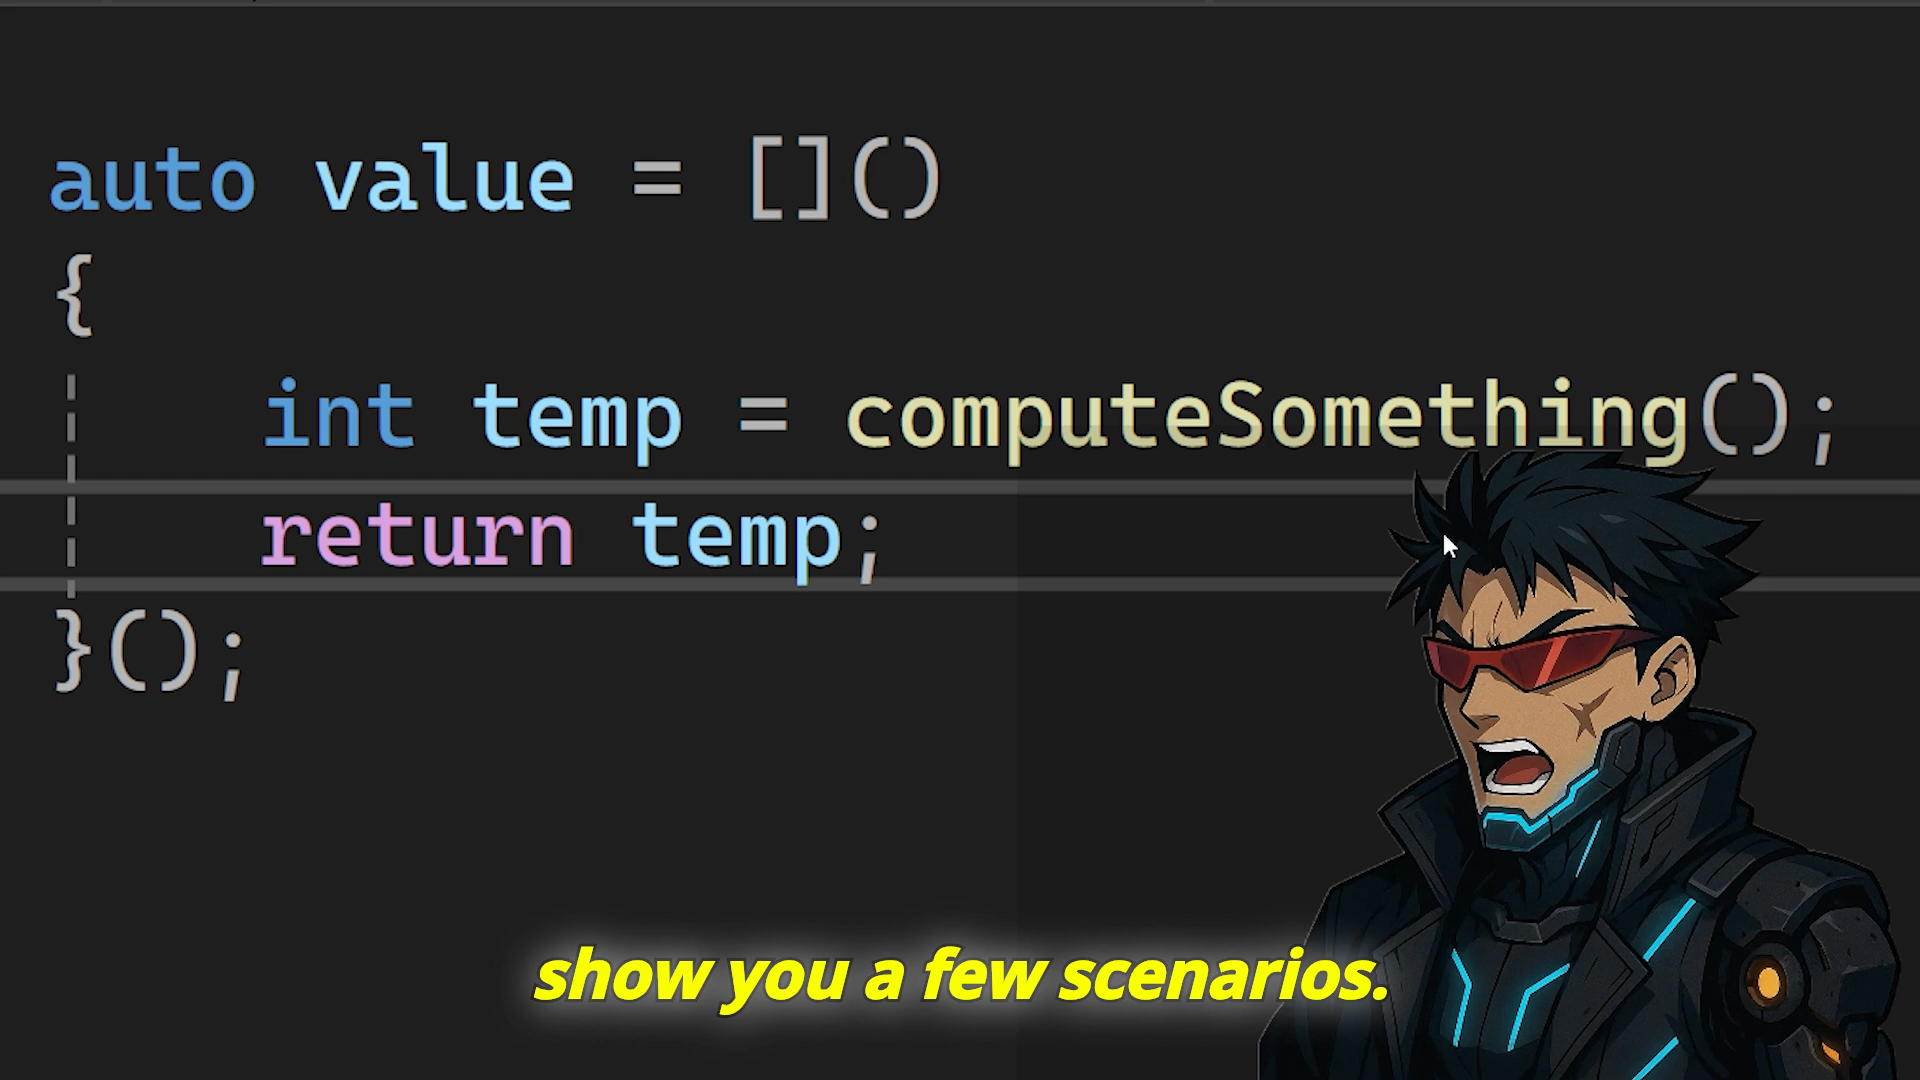 auto value = []()
{
int temp = computeSomething();
return temp;
}();
show you a few scenarios.